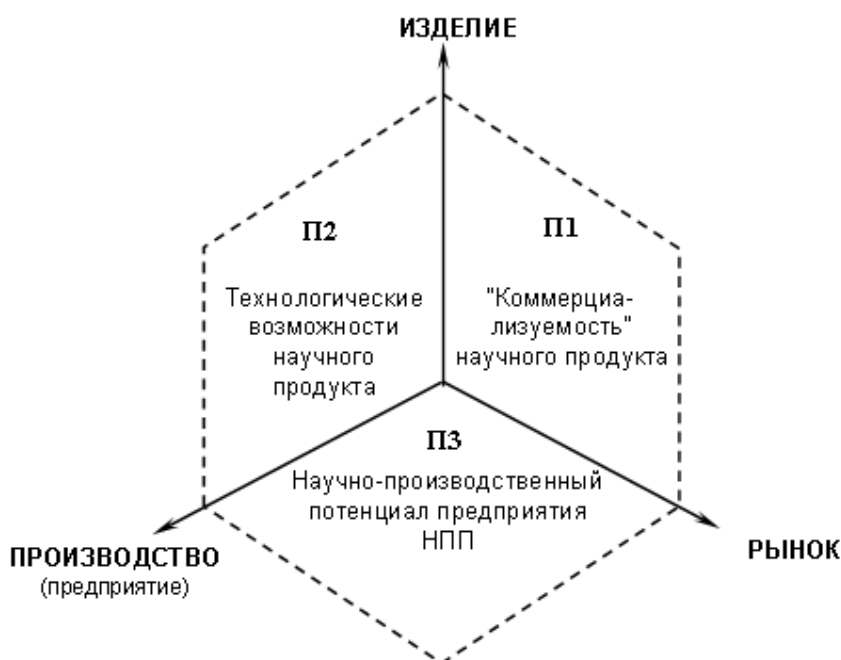 ИЗДЕЛИЕ
П2
П1
Технологические
возможности
научного
продукта
"Коммерциа-
лизуемость"
научного продукта
П3
Научно-производственный
потенциал предприятия
НПП
ПРОИЗВОДСТВО
(предприятие)
РЫНОК